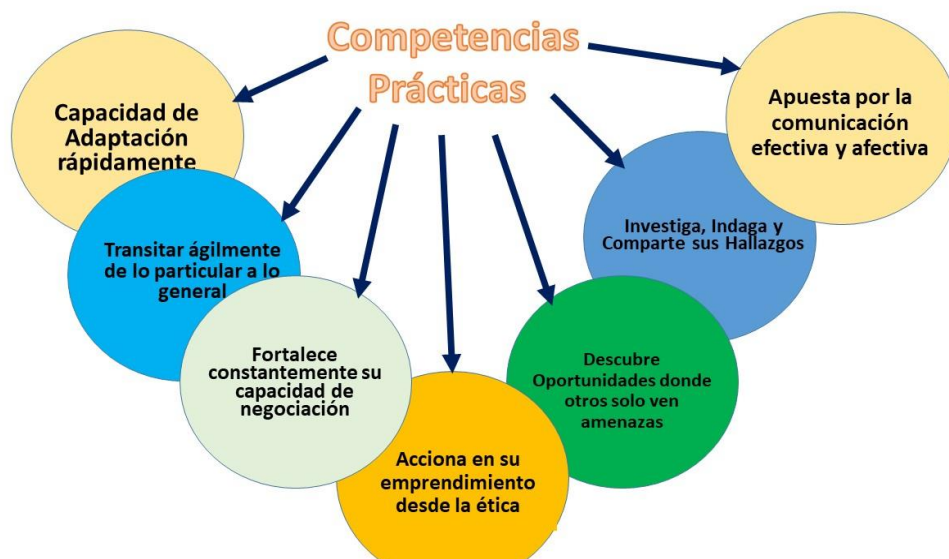 Competencias
Prácticas
Capacidad de
Adaptación
rápidamente
Transitar ágilmente
de lo particular a lo
general
Fortalece
constantemente su
capacidad de
negociación
Acciona en su
emprendimiento
desde la ética
Descubre
Oportunidades donde
otros solo ven
amenazas
Investiga, Indaga y
Comparte sus Hallazgos
Apuesta por la
comunicación
efectiva y afectiva